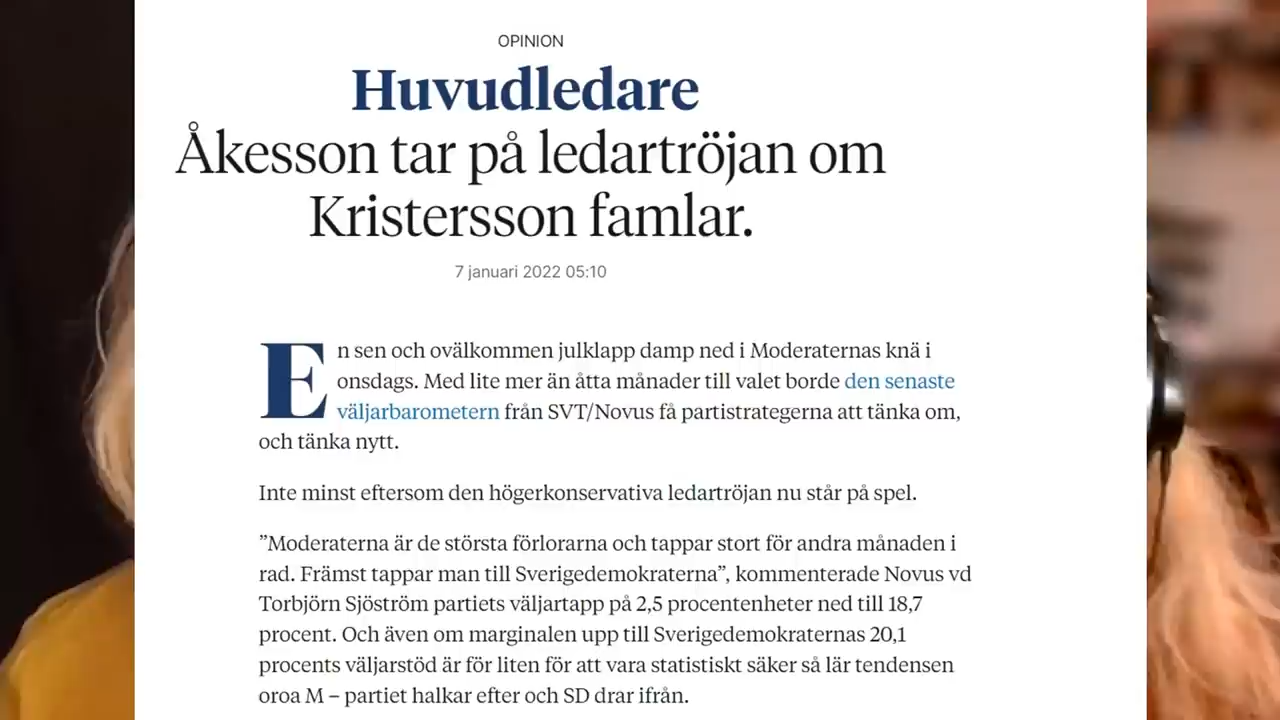 OPINION
Huvudledare
Åkesson tar på ledartröjan om
Kristersson famlar.
7 januari 2022 05:10
En sen och ovälkommen julklapp damp ned i Moderaternas knä i
onsdags. Med lite mer än åtta månader till valet borde den senaste
väljarbarometern från SVT/Novus få partistrategerna att tänka om,
och tänka nytt.
Inte minst eftersom den högerkonservativa ledartröjan nu står på spel.
”Moderaterna är de största förlorarna och tappar stort för andra månaden i
rad. Främst tappar man till Sverigedemokraterna”, kommenterade Novus vd
Torbjörn Sjöström partiets väljartapp på 2,5 procentenheter ned till 18,7
procent. Och även om marginalen upp till Sverigedemokraternas 20,1
procents väljarstöd är för liten för att vara statistiskt säker så lär tendensen
oroa M – partiet halkar efter och SD drar ifrån.